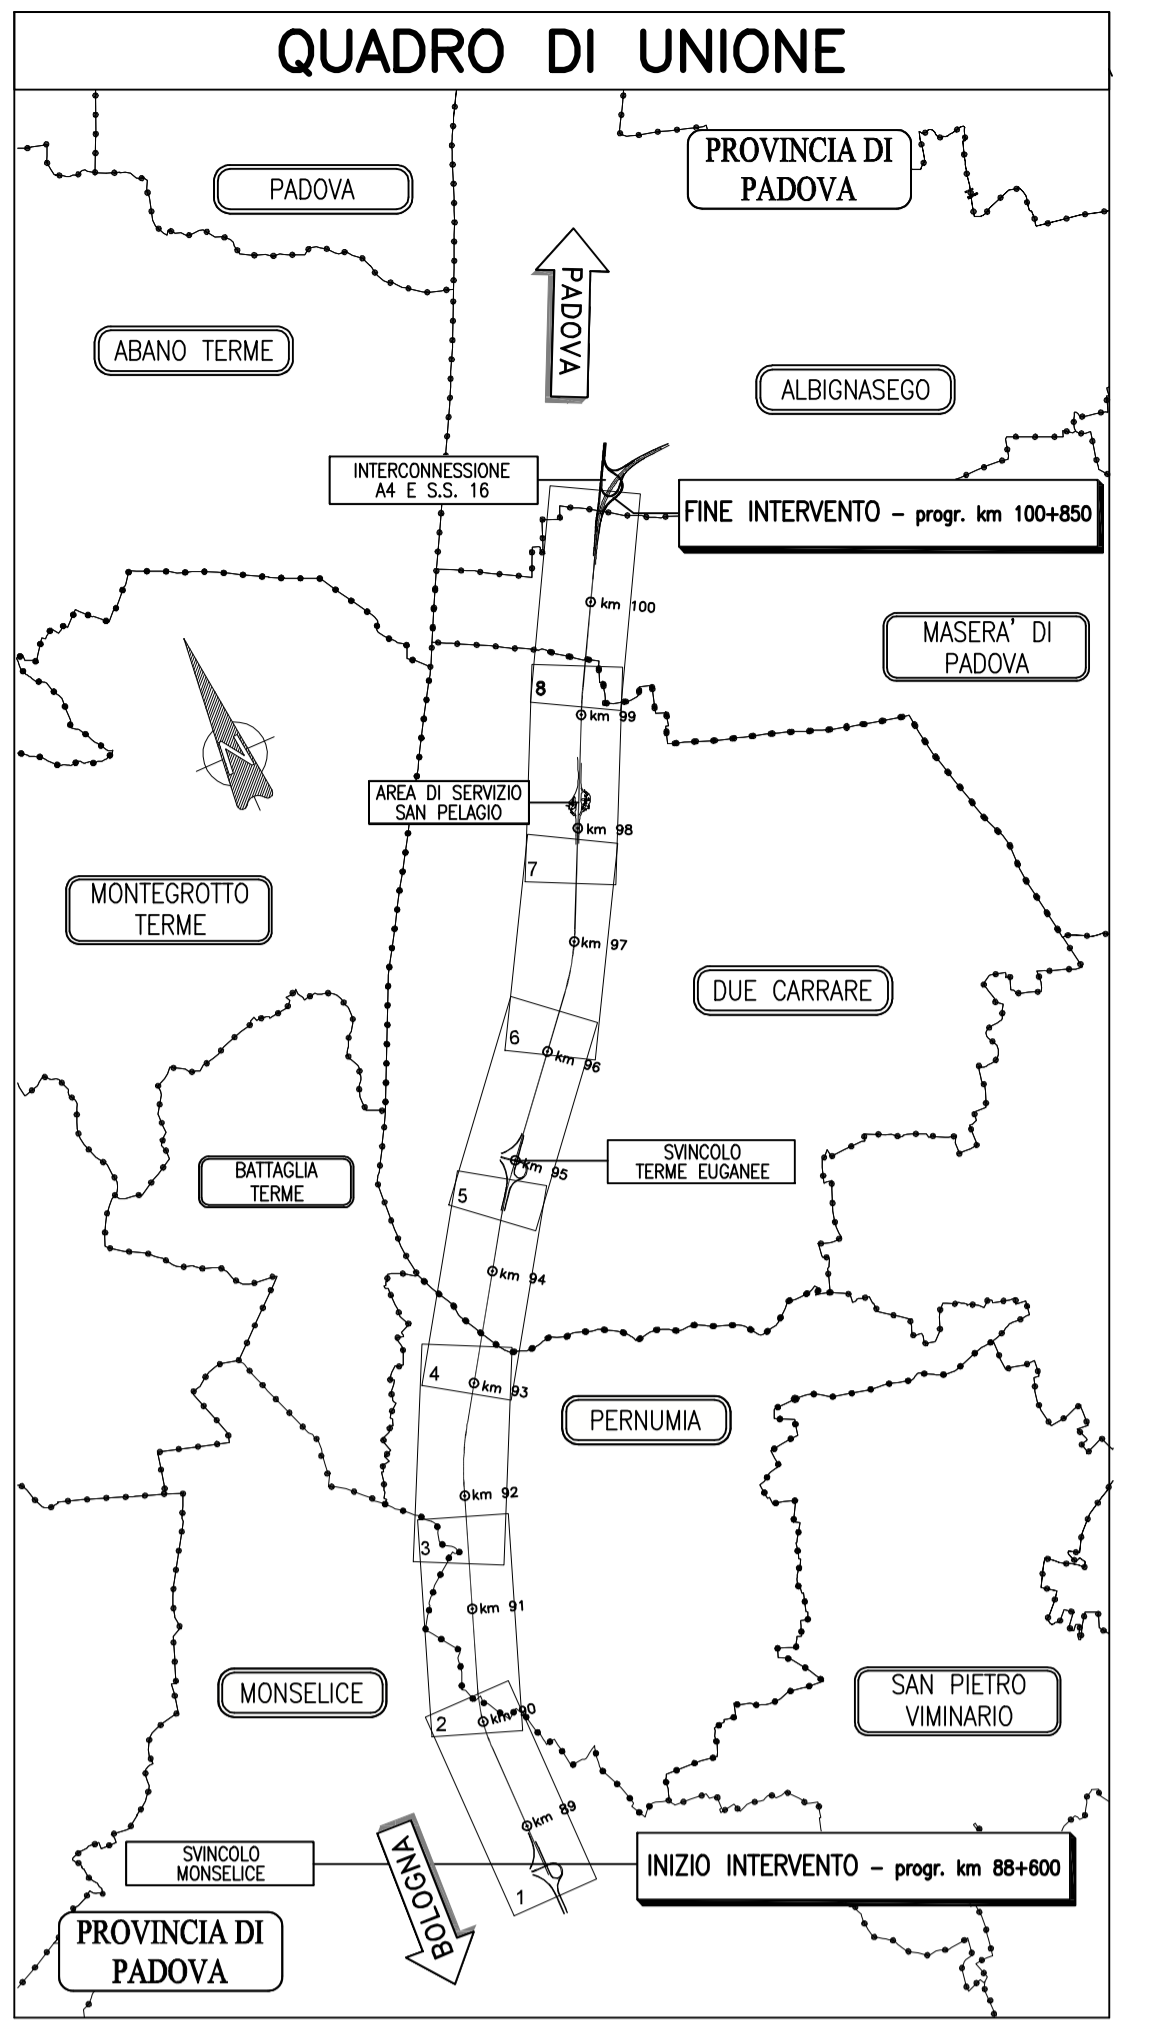 QUADRO DI UNIONE
PROVINCIA DI
PADOVA
PADOVA
PADOVA
ABANO TERME
ALBIGNASEGO
INTERCONNESSIONE
A4 E S.S. 16
FINE INTERVENTO – progr. km 100+850
km 100
MASERA' DI
PADOVA
8
km 99
N
AREA DI SERVIZIO
SAN PELAGIO
km 98
7
MONTEGROTTO
TERME
km 97
DUE CARRARE
6
km 96
SVINCOLO
TERME EUGANEE
km 95
BATTAGLIA
TERME
5
km 94
4
km 93
PERNUMIA
km 92
3
km 91
MONSELICE
SAN PIETRO
VIMINARIO
2
km 90
km 89
BOLOGNA
SVINCOLO
MONSELICE
INIZIO INTERVENTO – progr. km 88+600
1
PROVINCIA DI
PADOVA